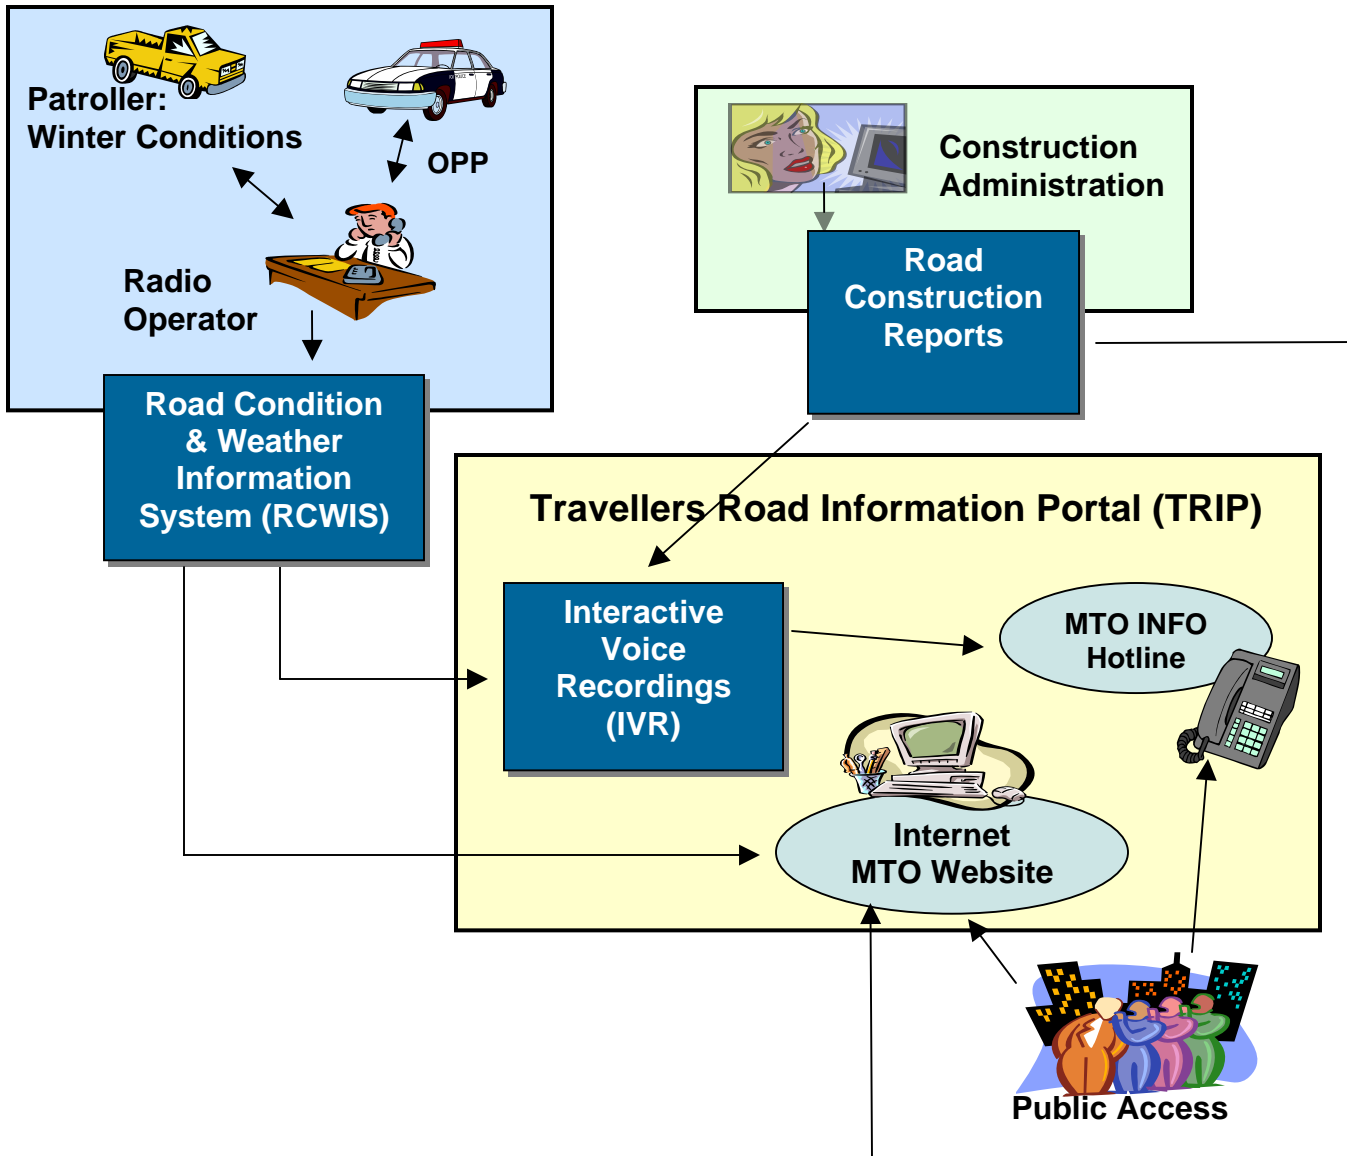 Patroller:
Winter Conditions
OPP
Radio
Operator
Road Condition
& Weather
Information
System (RCWIS)
Construction
Administration
Road
Construction
Reports
Travellers Road Information Portal (TRIP)
Interactive
Voice
Recordings
(IVR)
MTO INFO
Hotline
Internet
MTO Website
Public Access